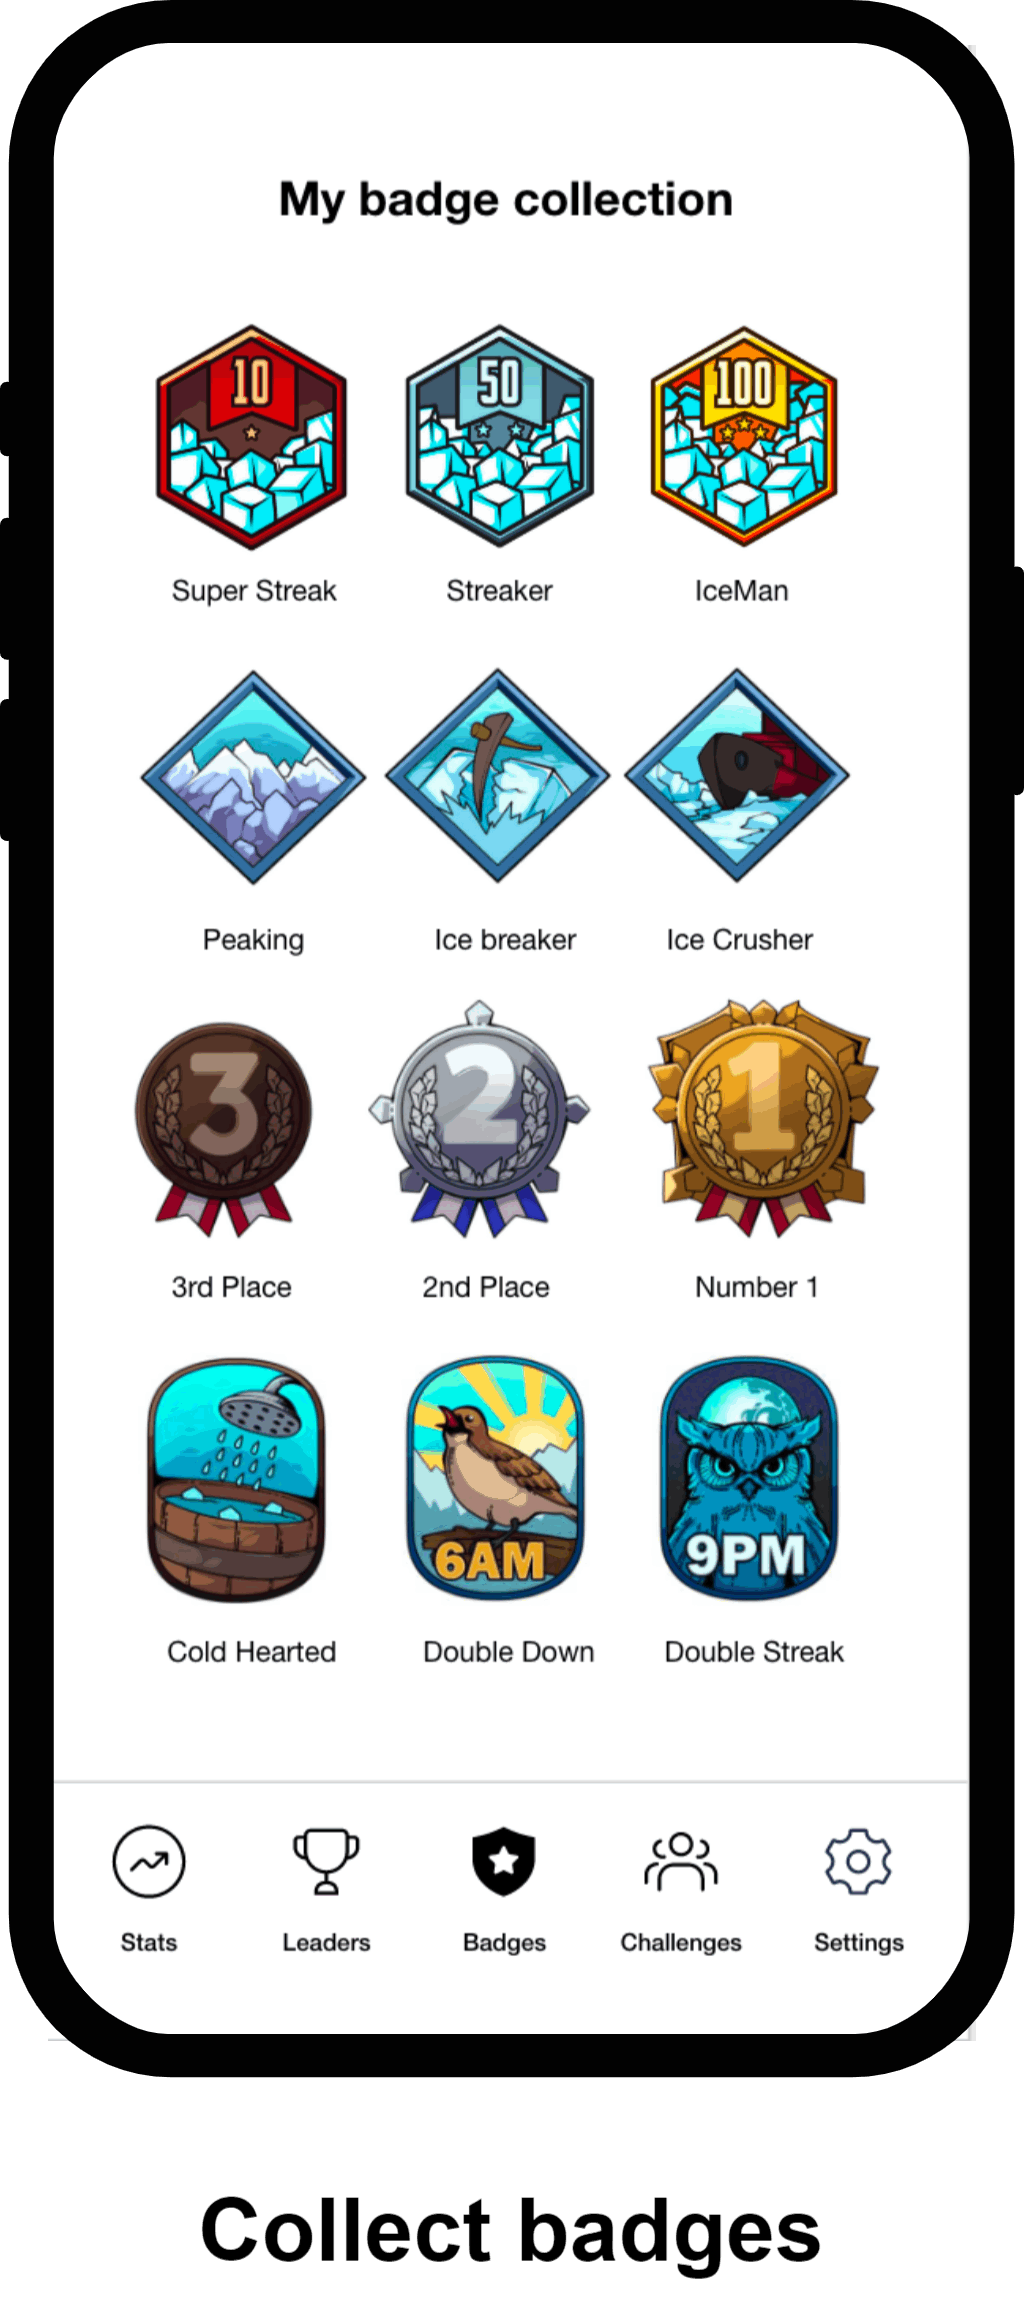 My badge collection
10 50 100
Super Streak Streaker IceMan
Peaking Ice breaker Ice Crusher
3 2 1
3rd Place 2nd Place Number 1
6AM 9PM
Cold Hearted Double Down Double Streak
Stats Leaders Badges Challenges Settings
Collect badges